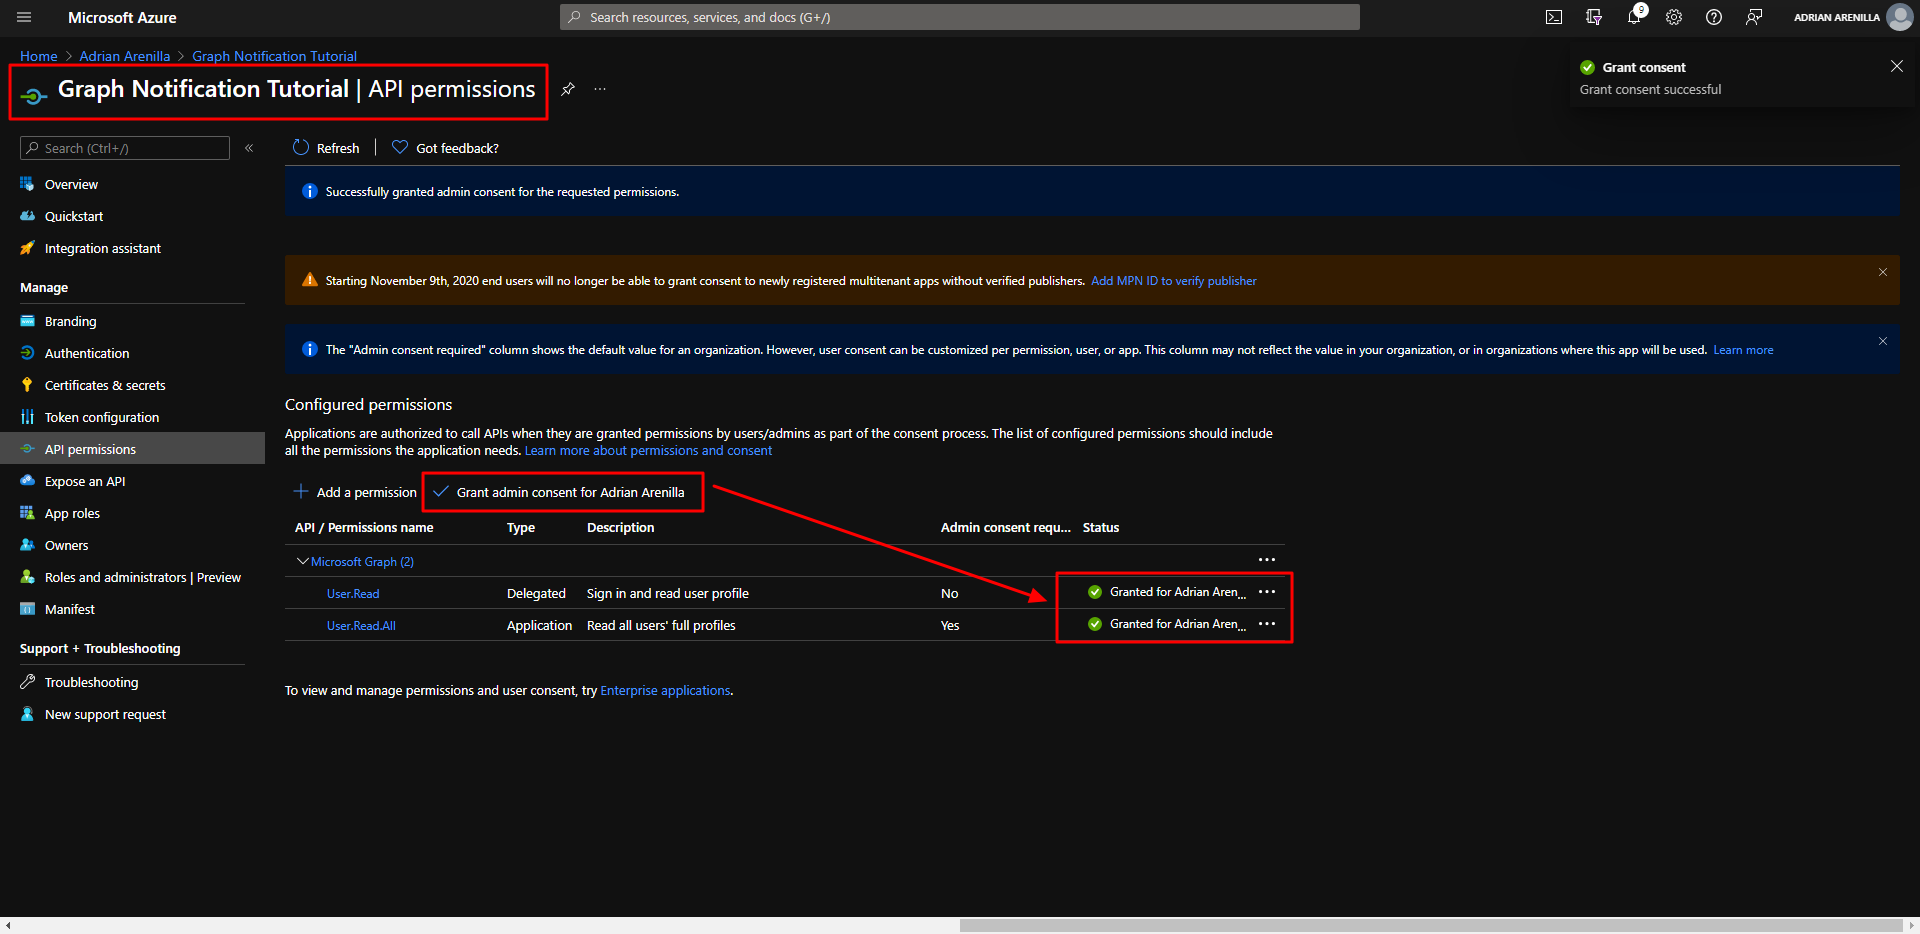 Microsoft Azure
Search resources, services, and docs (G+/)
9
ADRIAN ARENILLA
Home > Adrian Arenilla > Graph Notification Tutorial
Graph Notification Tutorial | API permissions
Grant consent
Grant consent successful
Search (Ctrl+/)
Overview
Quickstart
Integration assistant
Manage
Branding
Authentication
Certificates & secrets
Token configuration
API permissions
Expose an API
App roles
Owners
Roles and administrators | Preview
Manifest
Support + Troubleshooting
Troubleshooting
New support request
Refresh
Got feedback?
Successfully granted admin consent for the requested permissions.
Starting November 9th, 2020 end users will no longer be able to grant consent to newly registered multitenant apps without verified publishers. Add MPN ID to verify publisher
The "Admin consent required" column shows the default value for an organization. However, user consent can be customized per permission, user, or app. This column may not reflect the value in your organization, or in organizations where this app will be used. Learn more
Configured permissions
Applications are authorized to call APIs when they are granted permissions by users/admins as part of the consent process. The list of configured permissions should include
all the permissions the application needs. Learn more about permissions and consent
Add a permission
Grant admin consent for Adrian Arenilla
API / Permissions name Type Description Admin consent requ... Status
Microsoft Graph (2)
User.Read Delegated Sign in and read user profile No Granted for Adrian Aren...
User.Read.All Application Read all users' full profiles Yes Granted for Adrian Aren...
To view and manage permissions and user consent, try Enterprise applications.